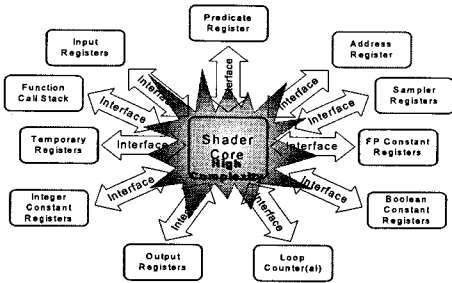 Predicate
Register
Input
Registers
Address
Register
Function
Call Stack
Sampler
Registers
Temporary
Registers
FP Constant
Registers
Integer
Constant
Registers
Boolean
Constant
Registers
Output
Registers
Loop
Counter(al)
Shader
Core
High
Complexity
Interface
Interface
Interface
Interface
Interface
Interface
Interface
Interface
Interface
Interface